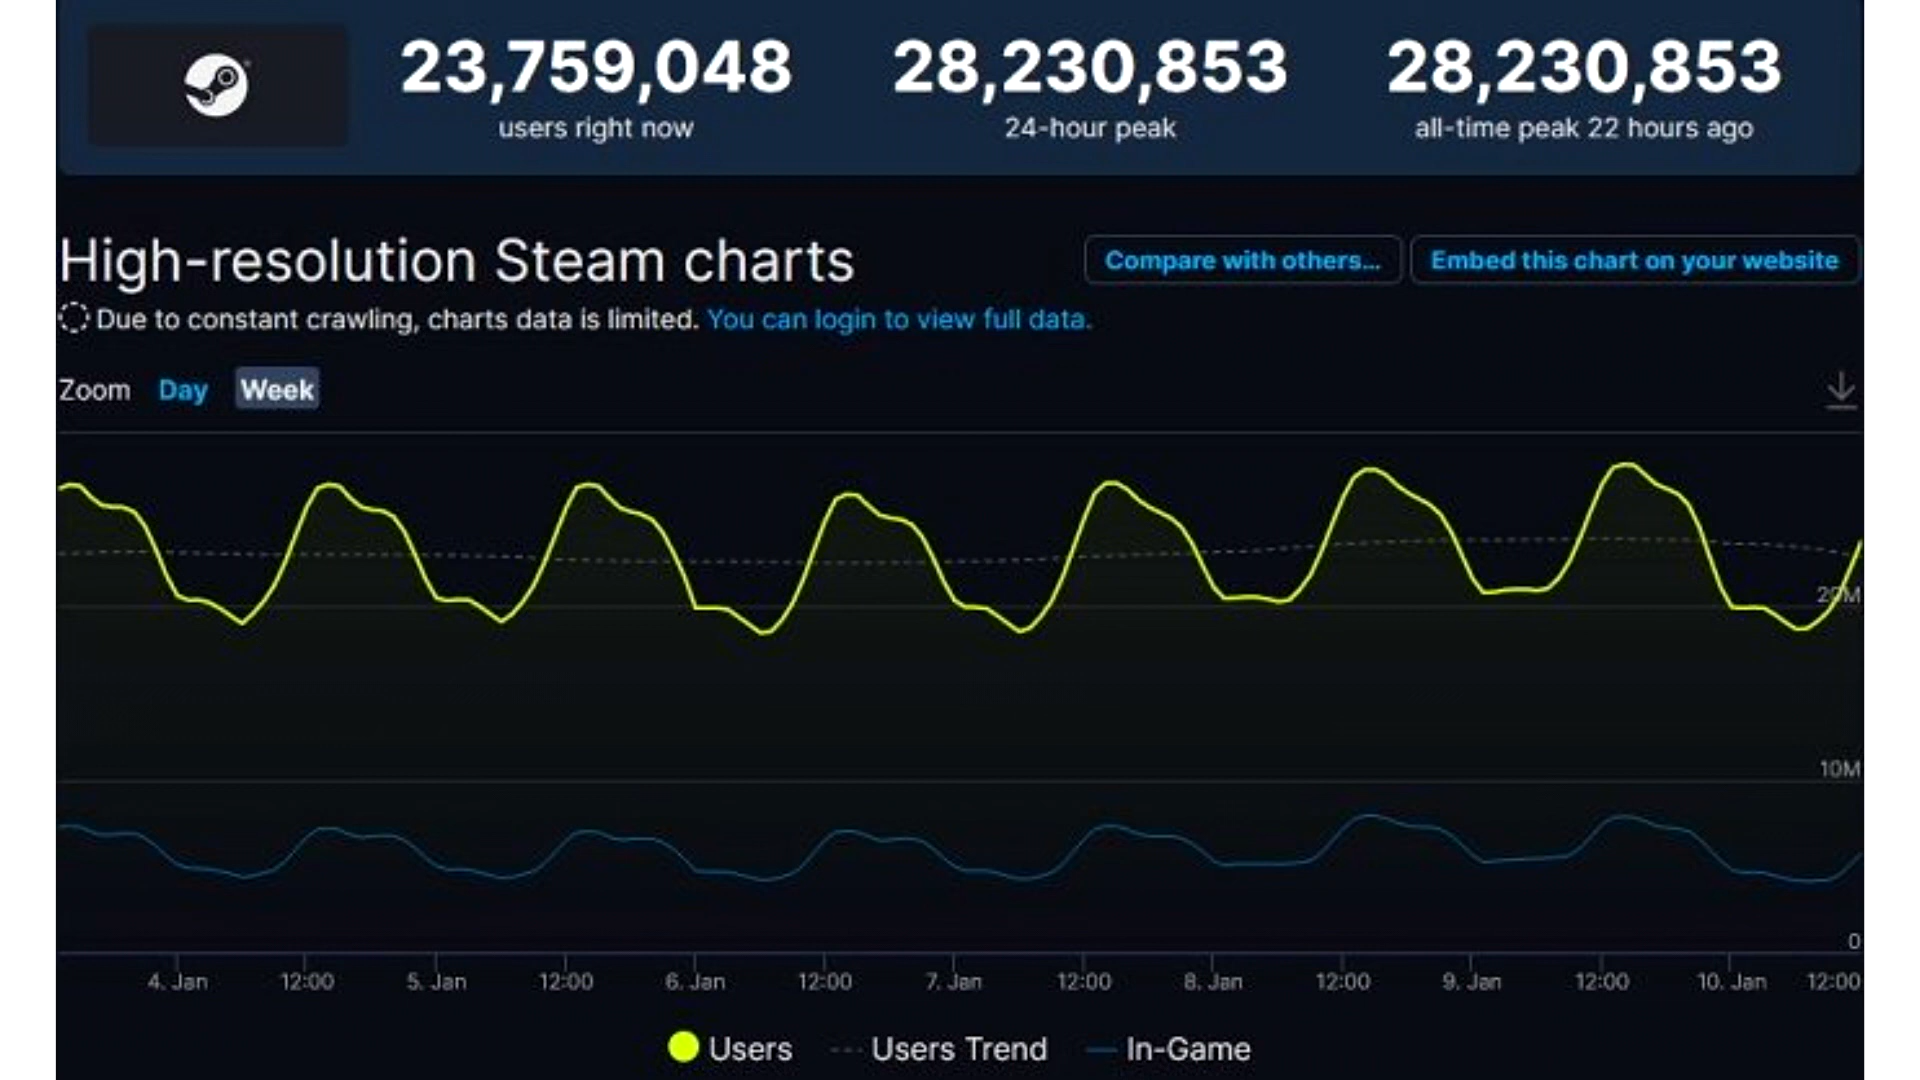 23,759,048
users right now
28,230,853
24-hour peak
28,230,853
all-time peak 22 hours ago
High-resolution Steam charts
Compare with others...
Embed this chart on your website
Due to constant crawling, charts data is limited. You can login to view full data.
Zoom Day Week
20M
10M
0
4. Jan 12:00 5. Jan 12:00 6. Jan 12:00 7. Jan 12:00 8. Jan 12:00 9. Jan 12:00 10. Jan 12:00
Users Users Trend In-Game